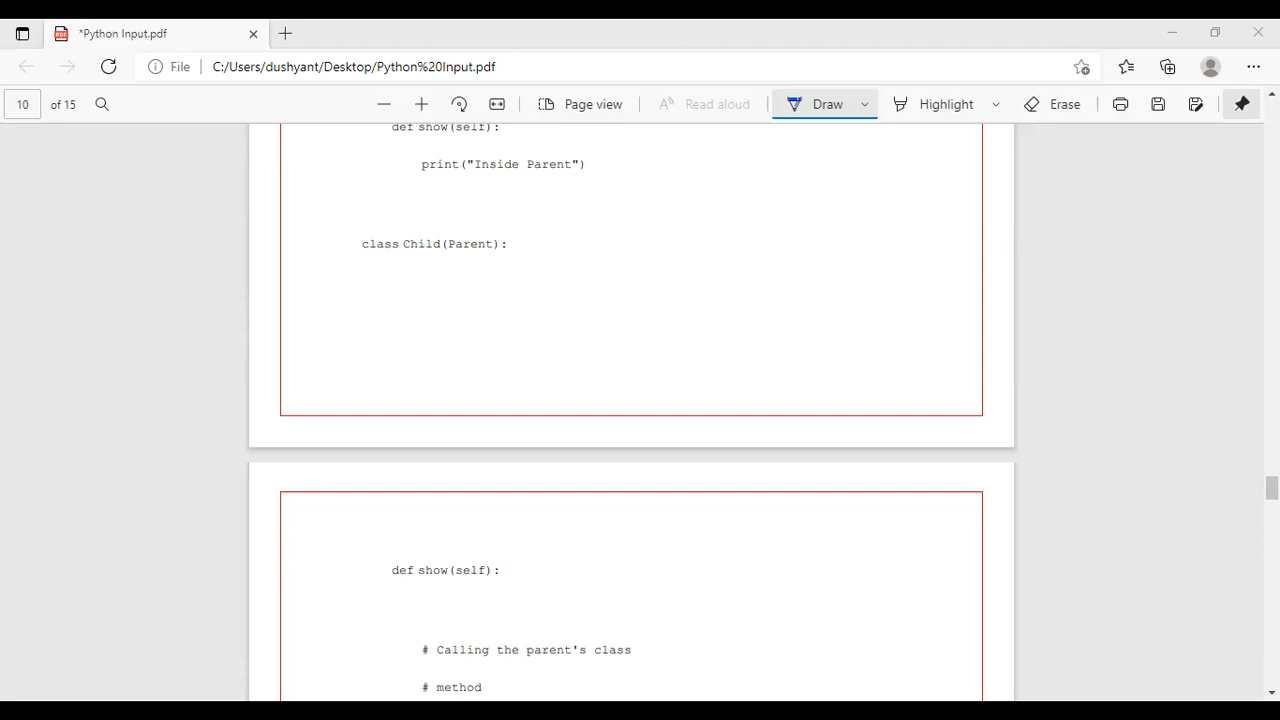 *Python Input.pdf
File C:/Users/dushyant/Desktop/Python%20Input.pdf
10 of 15 Page view Read aloud Draw Highlight Erase
def show(self):
print("Inside Parent")
class Child(Parent):
def show(self):
# Calling the parent's class
# method